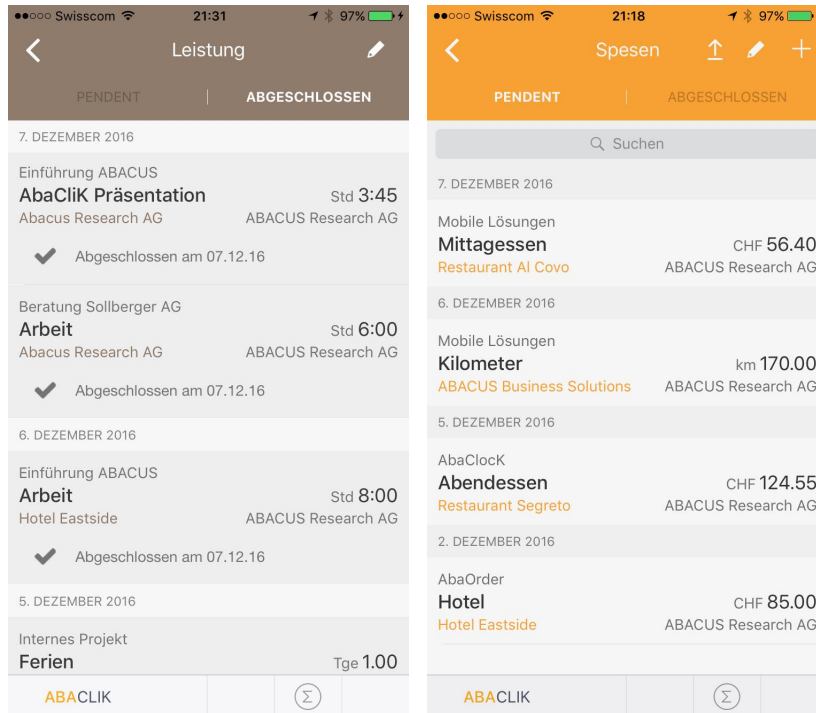 Swisscom 21:31 97%
Leistung
PENDENT ABGESCHLOSSEN
7. DEZEMBER 2016
Einführung ABACUS
AbaCliK Präsentation Std 3:45
Abacus Research AG ABACUS Research AG
Abgeschlossen am 07.12.16
Beratung Sollberger AG
Arbeit Std 6:00
Abacus Research AG ABACUS Research AG
Abgeschlossen am 07.12.16
6. DEZEMBER 2016
Einführung ABACUS
Arbeit Std 8:00
Hotel Eastside ABACUS Research AG
Abgeschlossen am 07.12.16
5. DEZEMBER 2016
Internes Projekt
Ferien Tge 1.00
ABACLIK Σ
Swisscom 21:18 97%
Spesen
PENDENT ABGESCHLOSSEN
Suchen
7. DEZEMBER 2016
Mobile Lösungen
Mittagessen CHF 56.40
Restaurant Al Covo ABACUS Research AG
6. DEZEMBER 2016
Mobile Lösungen
Kilometer km 170.00
ABACUS Business Solutions ABACUS Research AG
5. DEZEMBER 2016
AbaClocK
Abendessen CHF 124.55
Restaurant Segreto ABACUS Research AG
2. DEZEMBER 2016
AbaOrder
Hotel CHF 85.00
Hotel Eastside ABACUS Research AG
ABACLIK Σ